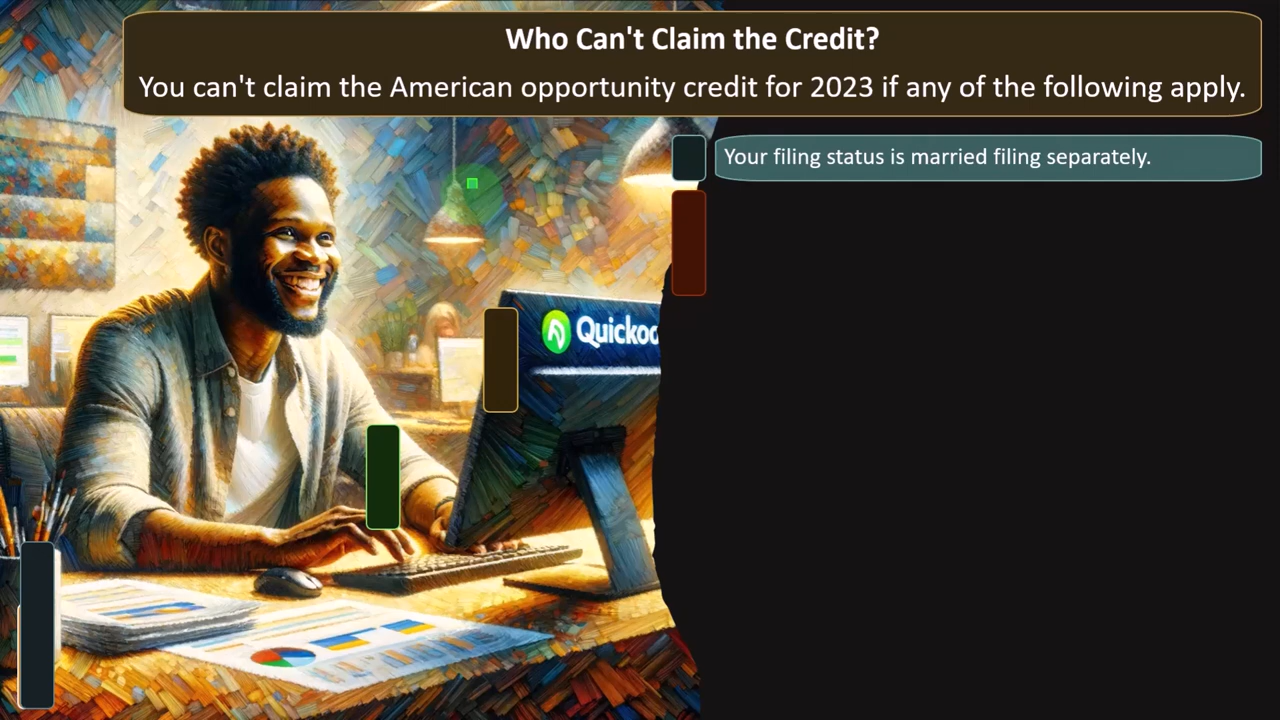 Who Can't Claim the Credit?
You can't claim the American opportunity credit for 2023 if any of the following apply.
Your filing status is married filing separately.
Quickoo